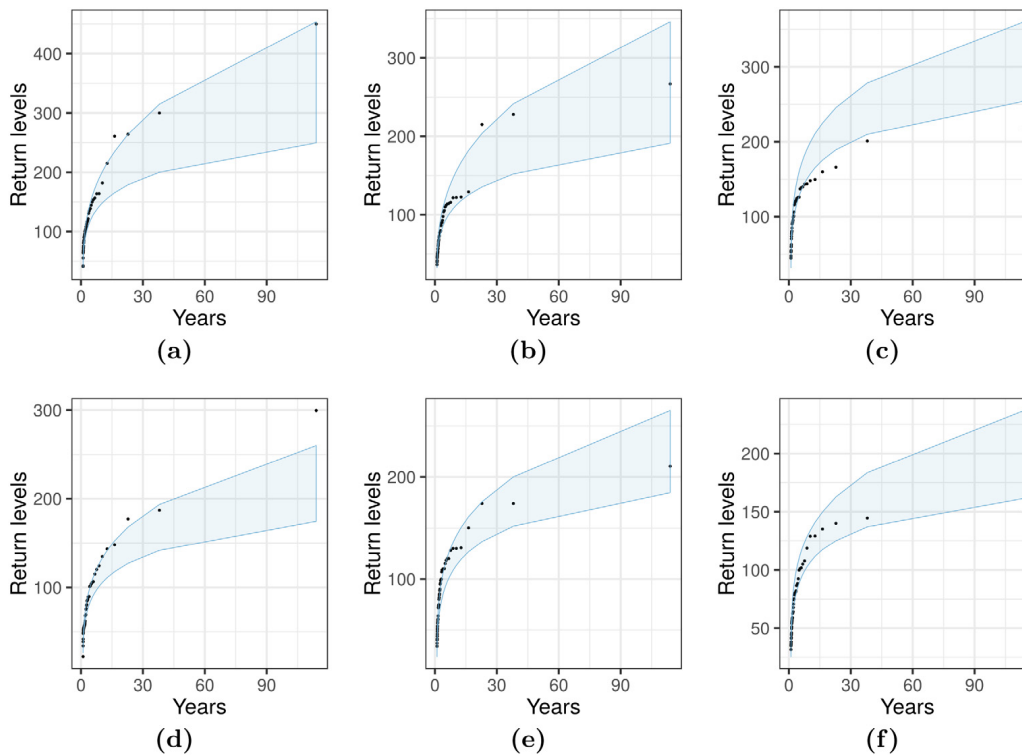 Return levels
400
300
200
100
0 30 60 90
Years
(a)
Return levels
300
200
100
0 30 60 90
Years
(b)
Return levels
300
200
100
0 30 60 90
Years
(c)
Return levels
300
200
100
0 30 60 90
Years
(d)
Return levels
200
100
0 30 60 90
Years
(e)
Return levels
200
150
100
50
0 30 60 90
Years
(f)